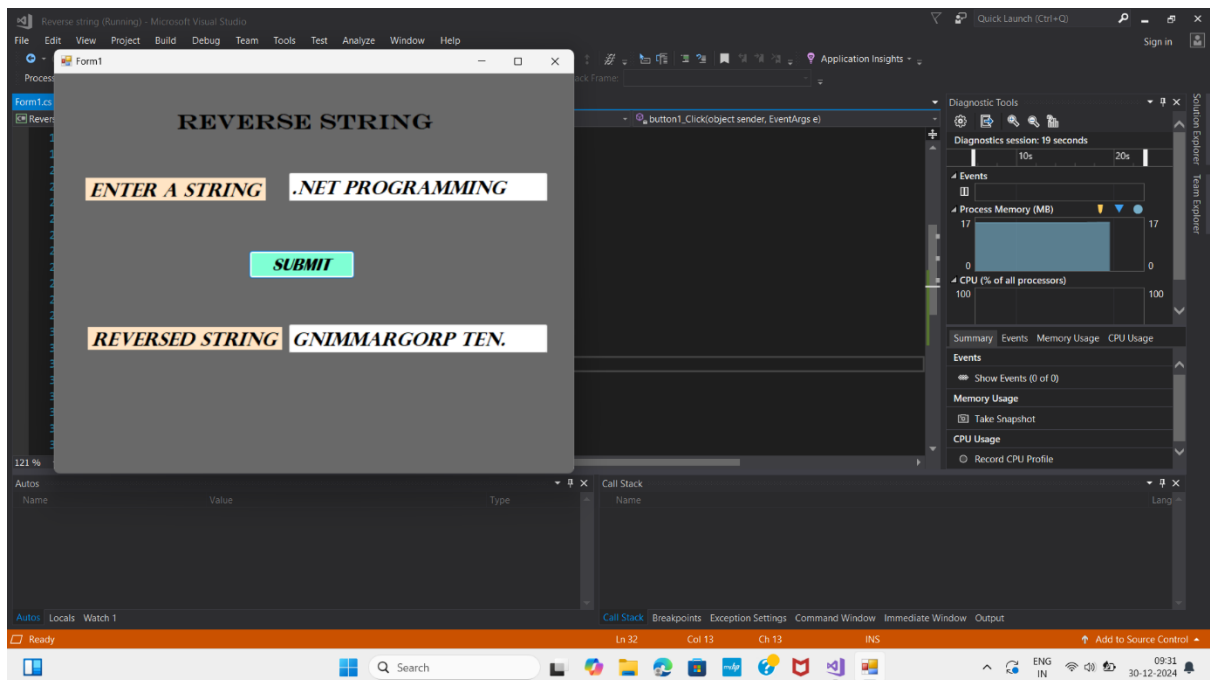 Reverse string (Running) - Microsoft Visual Studio
Quick Launch (Ctrl+Q)
File Edit View Project Build Debug Team Tools Test Analyze Window Help
Sign in
Form1
Application Insights
Process
ack Frame:
Form1.cs
Revers
button1_Click(object sender, EventArgs e)
REVERSE STRING
ENTER A STRING .NET PROGRAMMING
SUBMIT
REVERSED STRING GNIMMARGORP TEN.
121 %
Diagnostic Tools
Diagnostics session: 19 seconds
10s 20s
Events
Process Memory (MB)
17 17
0 0
CPU (% of all processors)
100 100
Summary Events Memory Usage CPU Usage
Events
Show Events (0 of 0)
Memory Usage
Take Snapshot
CPU Usage
Record CPU Profile
Solution Explorer
Team Explorer
Autos
Name Value Type
Call Stack
Name Lang
Autos Locals Watch 1
Call Stack Breakpoints Exception Settings Command Window Immediate Window Output
Ready Ln 32 Col 13 Ch 13 INS Add to Source Control
Search
ENG
IN
09:31
30-12-2024